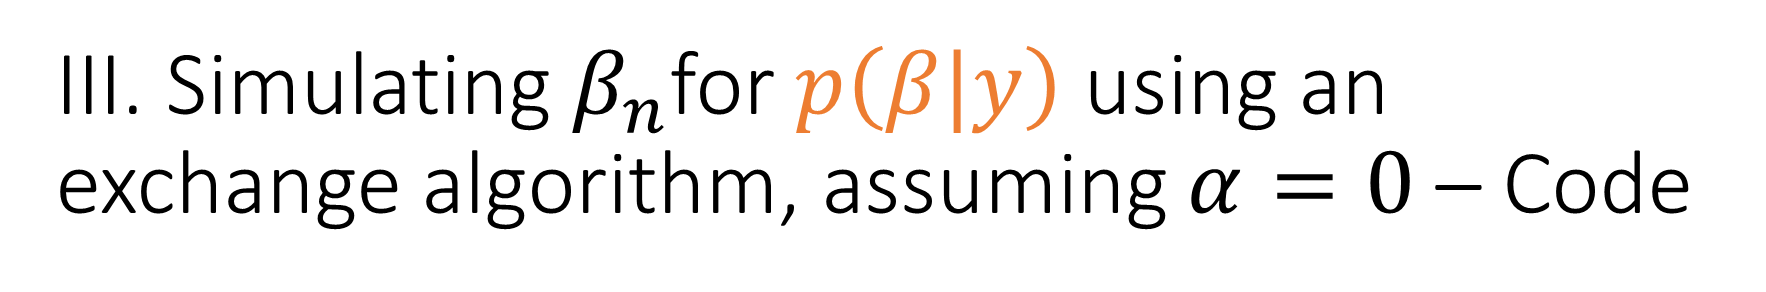 III. Simulating βₙ for p(β|y) using an
exchange algorithm, assuming α = 0 – Code